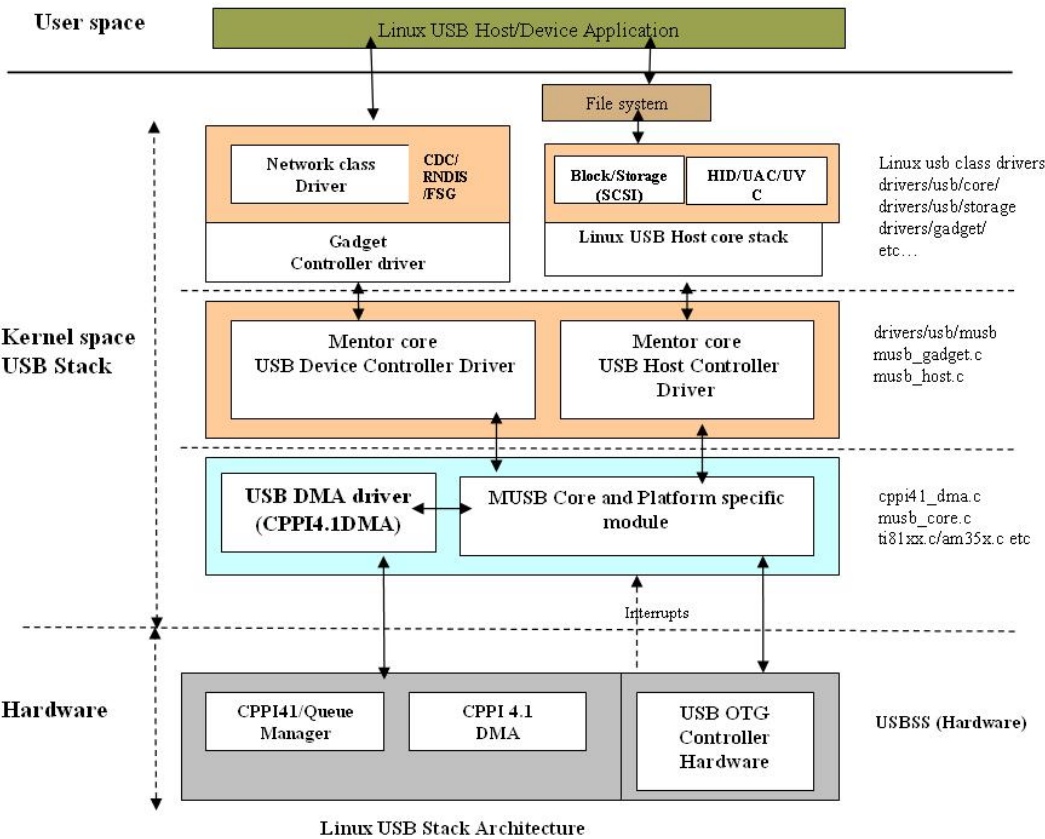 User space
Linux USB Host/Device Application
File system
Network class
Driver
CDC/
RNDIS
/FSG
Block/Storage
(SCSI)
HID/UAC/UV
C
Linux usb class drivers
drivers/usb/core/
drivers/usb/storage
drivers/gadget/
etc…
Gadget
Controller driver
Linux USB Host core stack
Kernel space
USB Stack
Mentor core
USB Device Controller Driver
Mentor core
USB Host Controller
Driver
drivers/usb/musb
musb_gadget.c
musb_host.c
USB DMA driver
(CPPI4.1DMA)
MUSB Core and Platform specific
module
cppi41_dma.c
musb_core.c
ti81xx.c/am35x.c etc
Interrupts
Hardware
CPPI41/Queue
Manager
CPPI 4.1
DMA
USB OTG
Controller
Hardware
USBSS (Hardware)
Linux USB Stack Architecture